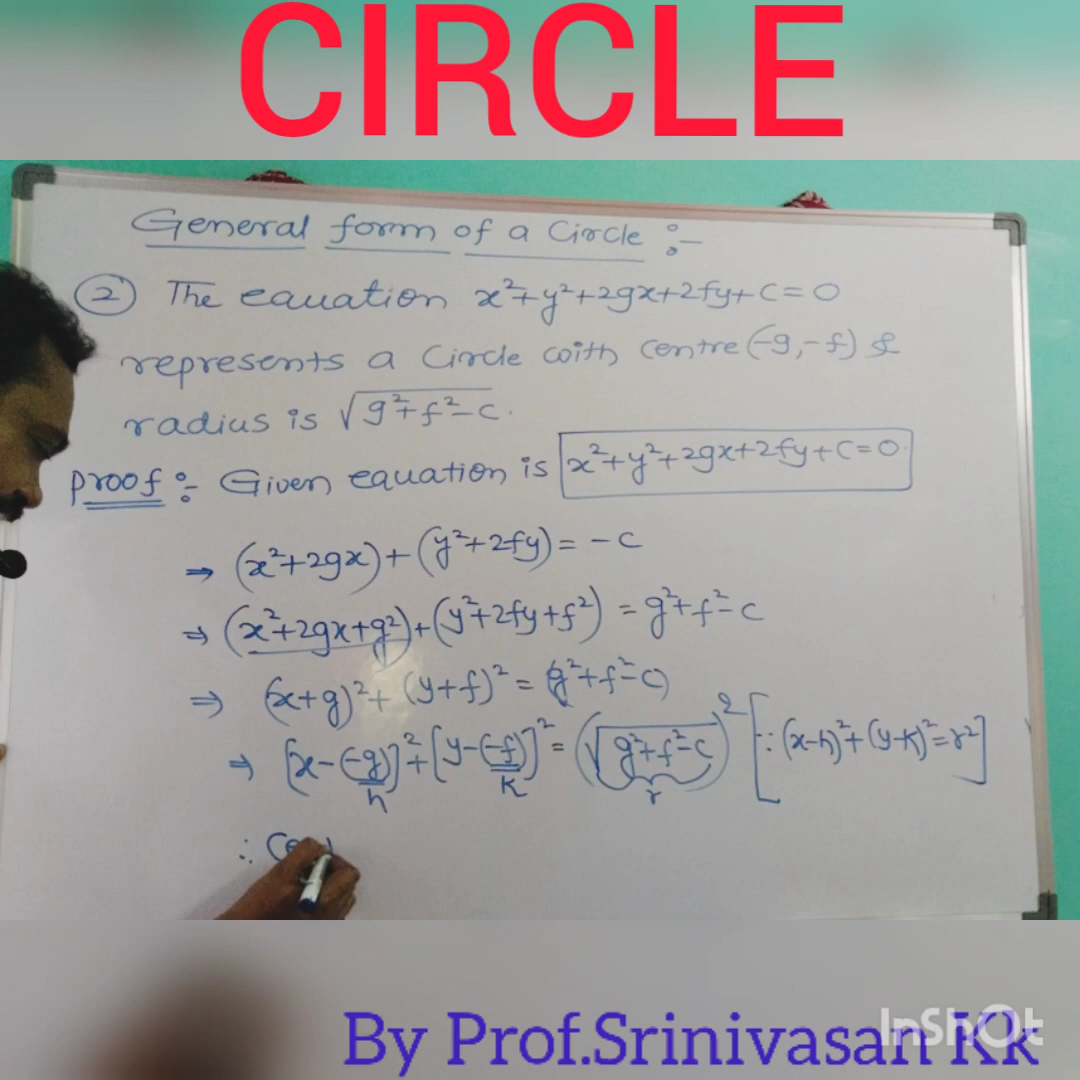 CIRCLE
General form of a Circle :-
② The equation x²+y²+2gx+2fy+c=0
represents a Circle with Centre (-g,-f) &
radius is √g²+f²-c.
Proof :- Given equation is x²+y²+2gx+2fy+c=0
⇒ (x²+2gx)+(y²+2fy) = -c
⇒ (x²+2gx+g²)+(y²+2fy+f²) = g²+f²-c
⇒ (x+g)²+(y+f)² = (g²+f²-c)
⇒ [x-(-g)]²+[y-(-f)]² = (√g²+f²-c)² [∵ (x-h)²+(y-k)²=r²]
h k r
∴ Ce
By Prof.Srinivasan Kk
InShOt